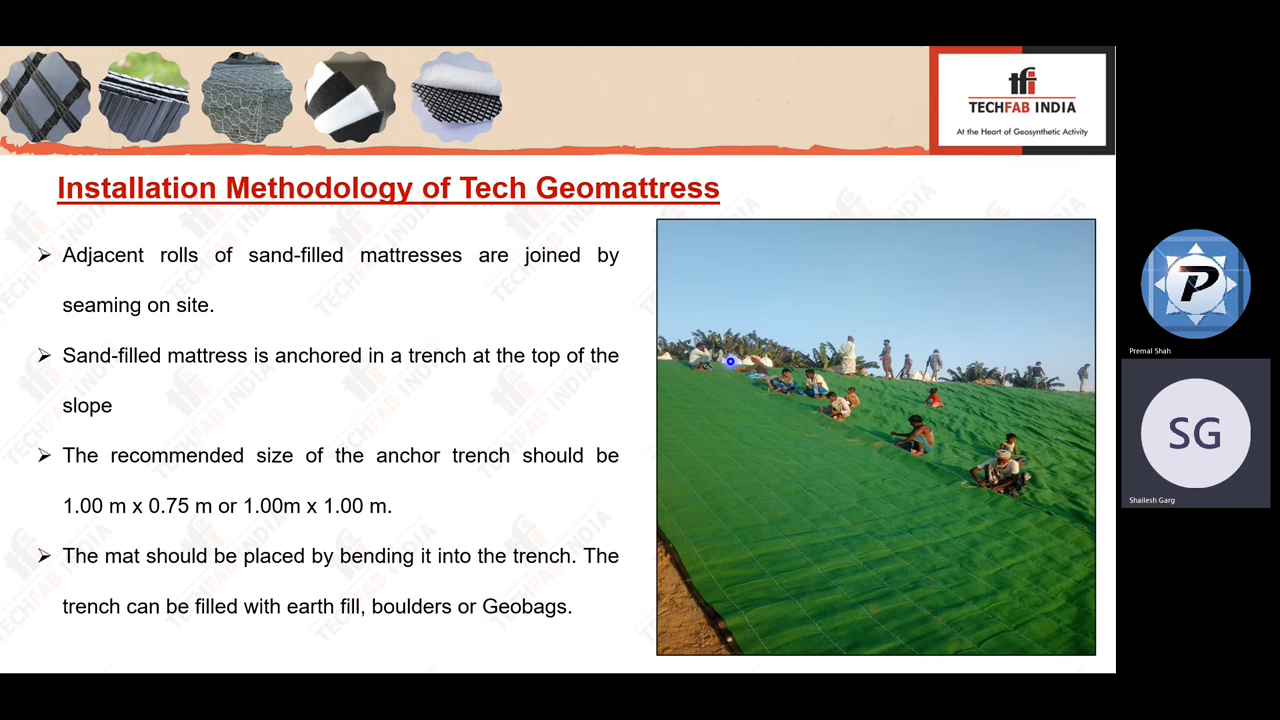 tfi
TECHFAB INDIA
At the Heart of Geosynthetic Activity
Installation Methodology of Tech Geomattress
Adjacent rolls of sand-filled mattresses are joined by
seaming on site.
Sand-filled mattress is anchored in a trench at the top of the
slope
The recommended size of the anchor trench should be
1.00 m x 0.75 m or 1.00m x 1.00 m.
The mat should be placed by bending it into the trench. The
trench can be filled with earth fill, boulders or Geobags.
P
Premal Shah
SG
Shailesh Garg